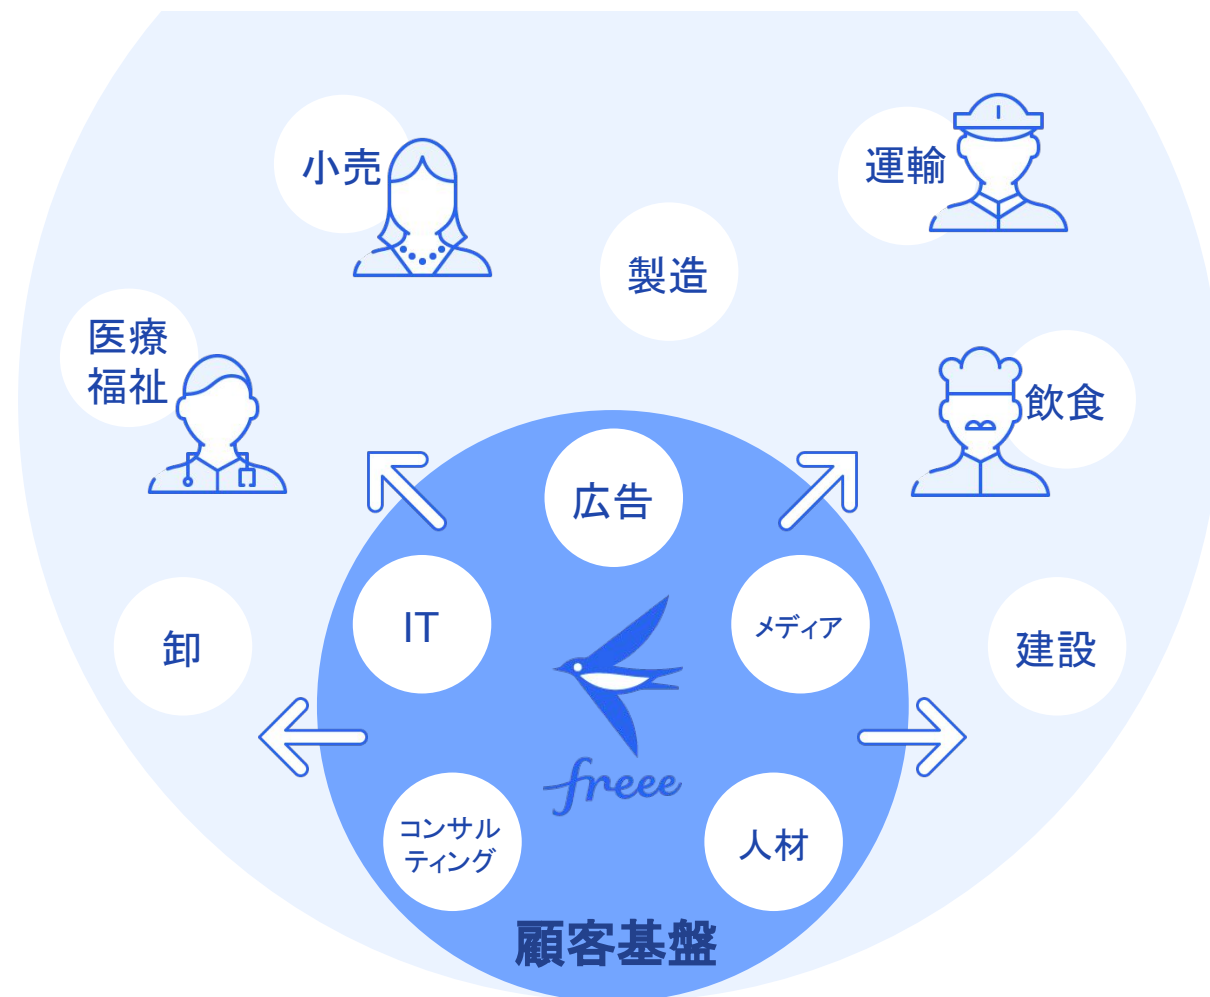 小売
運輸
製造
医療
福祉
飲食
広告
IT
メディア
卸
建設
freee
コンサル
ティング
人材
顧客基盤